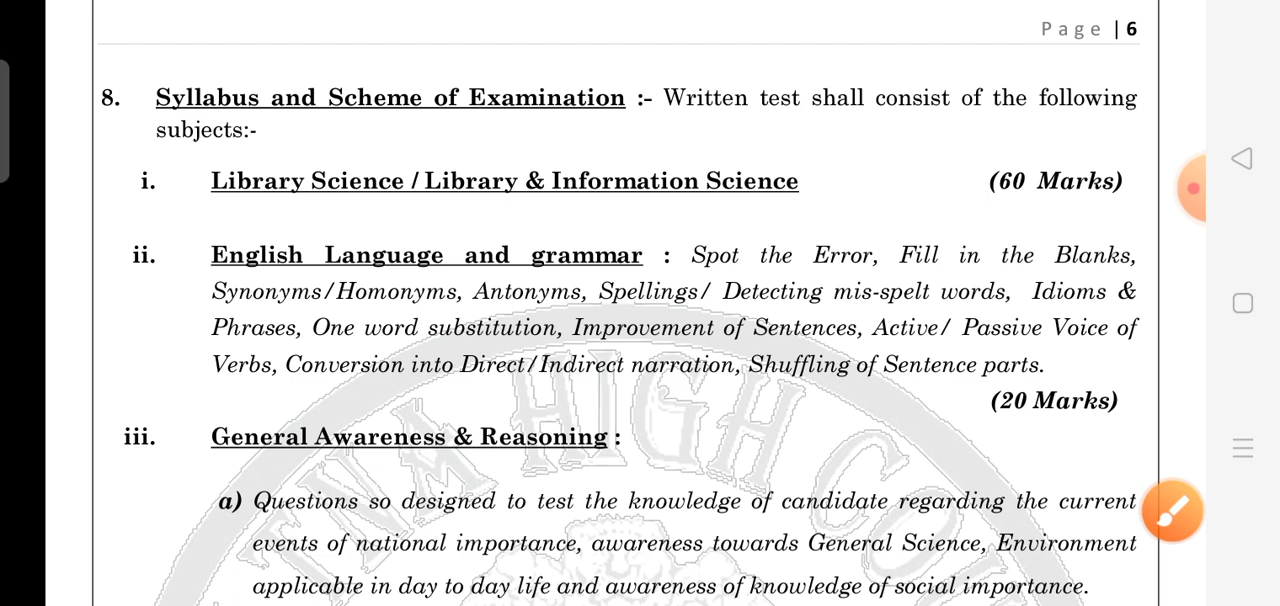 Page | 6
8. Syllabus and Scheme of Examination :- Written test shall consist of the following
subjects:-
i. Library Science / Library & Information Science (60 Marks)
ii. English Language and grammar : Spot the Error, Fill in the Blanks,
Synonyms/Homonyms, Antonyms, Spellings/ Detecting mis-spelt words, Idioms &
Phrases, One word substitution, Improvement of Sentences, Active/ Passive Voice of
Verbs, Conversion into Direct/Indirect narration, Shuffling of Sentence parts.
(20 Marks)
iii. General Awareness & Reasoning :
a) Questions so designed to test the knowledge of candidate regarding the current
events of national importance, awareness towards General Science, Environment
applicable in day to day life and awareness of knowledge of social importance.
TNA HIGH CO